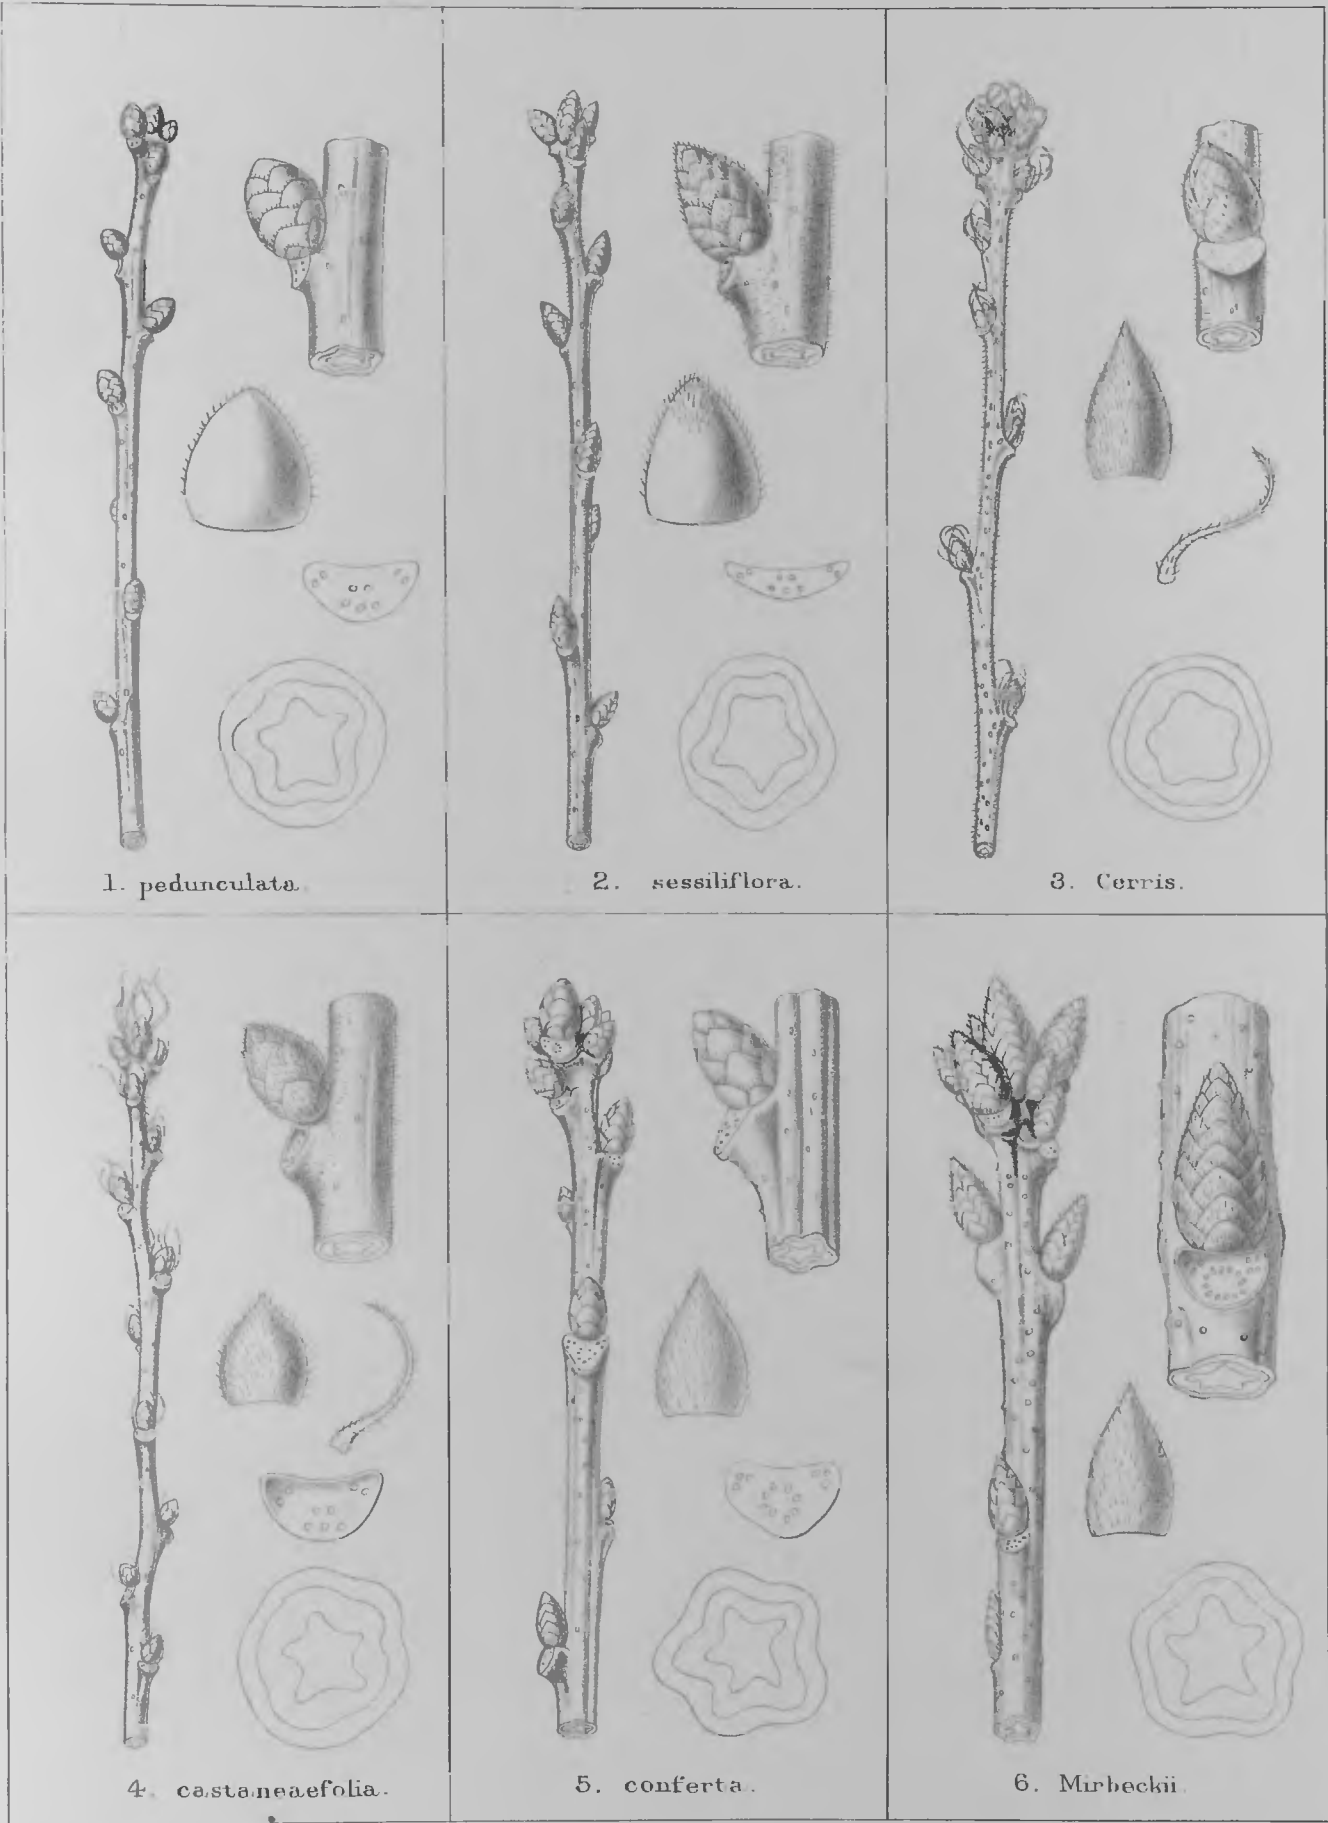 1. pedunculata
2. sessiliflora.
3. Cerris.
4. castaneaefolia.
5. conferta.
6. Mirbeckii